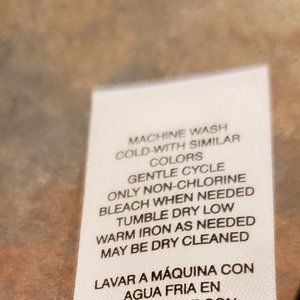 MACHINE WASH
COLD-WITH SIMILAR
COLORS
GENTLE CYCLE
ONLY NON-CHLORINE
BLEACH WHEN NEEDED
TUMBLE DRY LOW
WARM IRON AS NEEDED
MAY BE DRY CLEANED
LAVAR A MÁQUINA CON
AGUA FRIA EN
CON